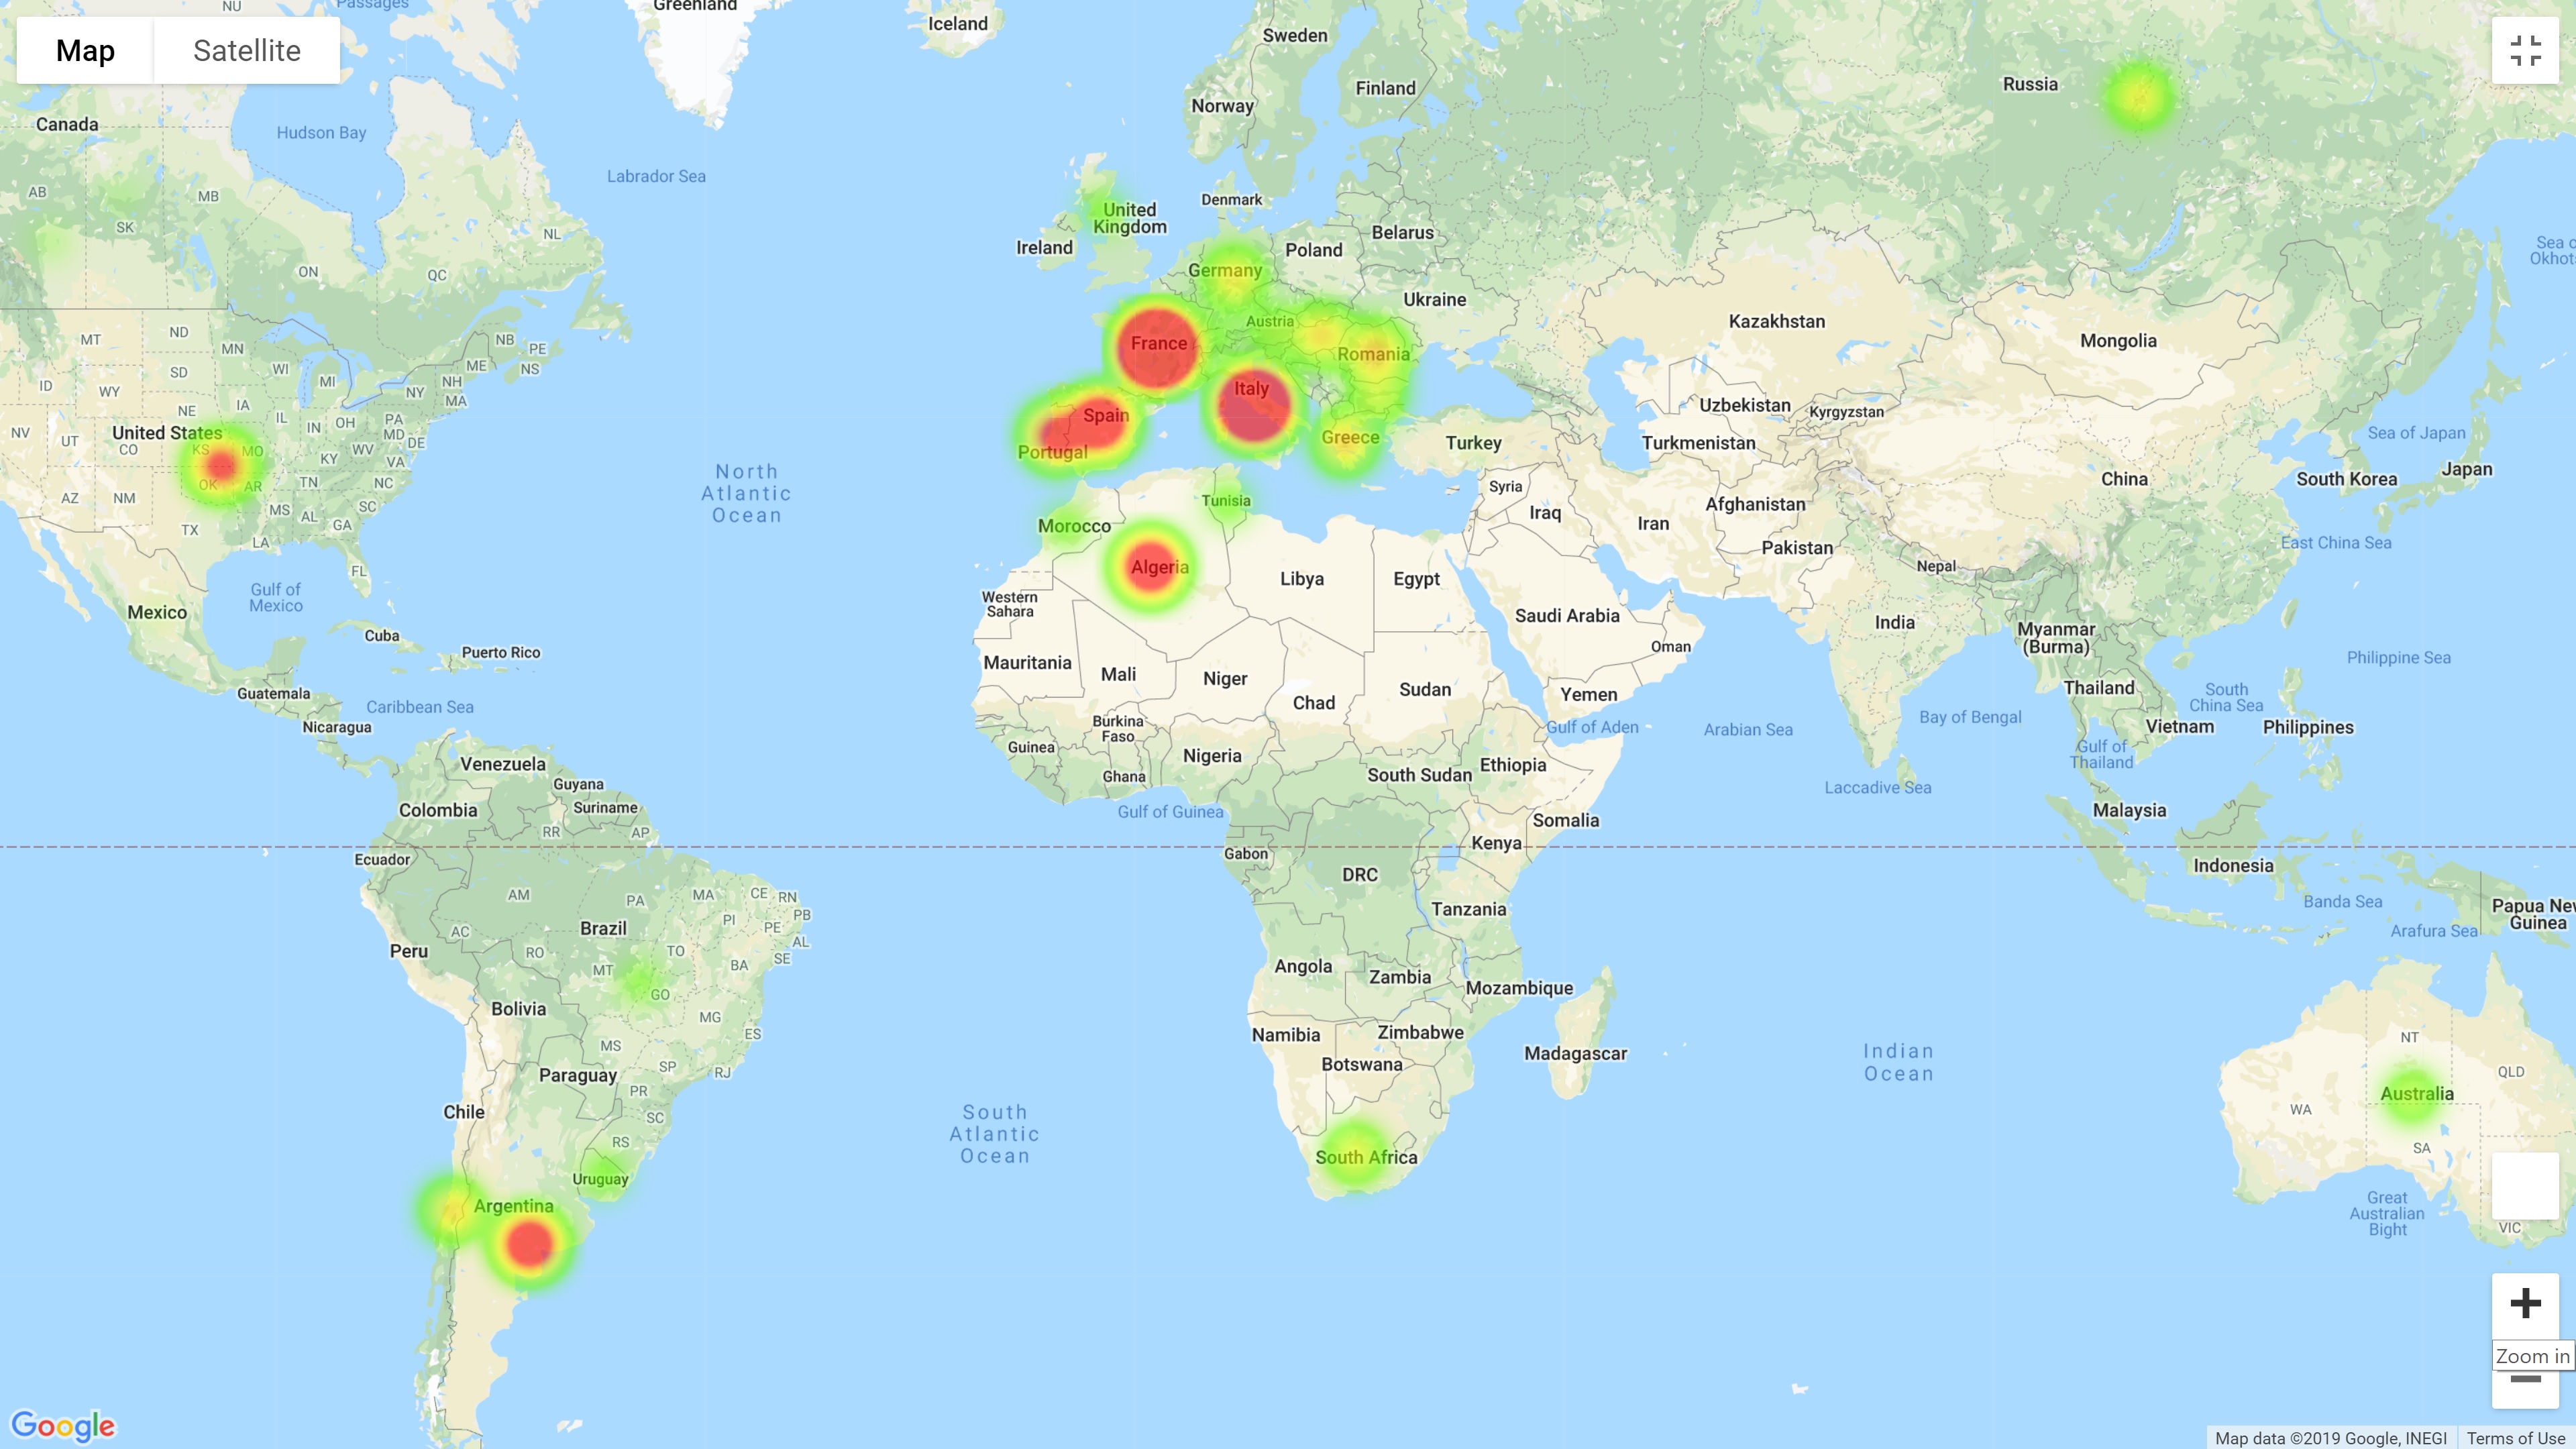 NU
Passages
Greenland
Iceland
Sweden
Map
Satellite
Finland
Russia
Norway
Canada
Hudson Bay
Labrador Sea
AB
MB
SK
Denmark
United
Kingdom
Ireland
NL
Belarus
Poland
Sea o
Okhot
ON
QC
Germany
Ukraine
Austria
Kazakhstan
ND
MT
MN
NB
PE
NS
France
Romania
Mongolia
SD
WI
ME
ID
WY
MI
NH
NY
MA
Italy
NE
IA
IL
IN
OH
PA
MD
DE
Spain
Uzbekistan
Kyrgyzstan
NV
UT
United States
CO
KS
MO
KY
WV
VA
Portugal
Greece
Turkey
Turkmenistan
Sea of Japan
Japan
South Korea
China
AZ
NM
OK
AR
TN
NC
SC
MS
AL
GA
TX
LA
FL
North
Atlantic
Ocean
Tunisia
Morocco
Syria
Iraq
Iran
Afghanistan
Pakistan
Nepal
East China Sea
Algeria
Libya
Egypt
Western
Sahara
Gulf of
Mexico
Mexico
Cuba
Puerto Rico
Saudi Arabia
Oman
India
Myanmar
(Burma)
Philippine Sea
Mauritania
Mali
Niger
Chad
Sudan
Yemen
Guatemala
Caribbean Sea
Nicaragua
Thailand
South
China Sea
Bay of Bengal
Vietnam
Philippines
Gulf of Aden
Arabian Sea
Burkina
Faso
Guinea
Ghana
Nigeria
South Sudan
Ethiopia
Gulf of
Thailand
Laccadive Sea
Venezuela
Guyana
Suriname
Colombia
RR
AP
Gulf of Guinea
Somalia
Malaysia
Kenya
Ecuador
Gabon
DRC
Indonesia
AM
PA
MA
CE
RN
PB
PI
PE
AL
AC
Brazil
Tanzania
Banda Sea
Papua Nev
Guinea
Arafura Sea
Peru
RO
TO
SE
BA
MT
GO
Angola
Zambia
Mozambique
Bolivia
MG
ES
MS
Namibia
Zimbabwe
Botswana
Madagascar
Indian
Ocean
NT
QLD
Paraguay
SP
RJ
PR
SC
Chile
Australia
WA
South
Atlantic
Ocean
RS
South Africa
SA
Uruguay
Argentina
Great
Australian
Bight
VIC
Zoom in
Google
Map data ©2019 Google, INEGI
Terms of Use